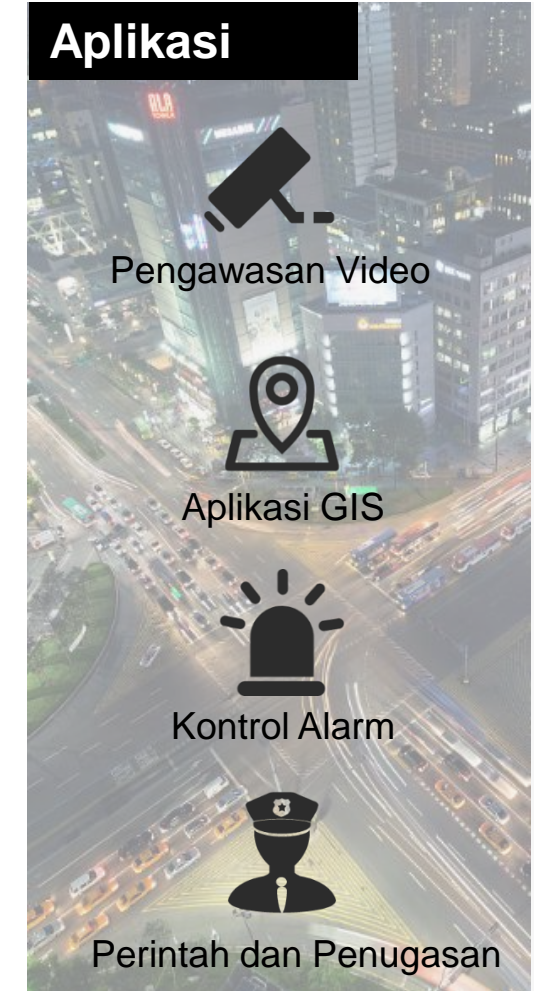 Aplikasi
Pengawasan Video
Aplikasi GIS
Kontrol Alarm
Perintah dan Penugasan